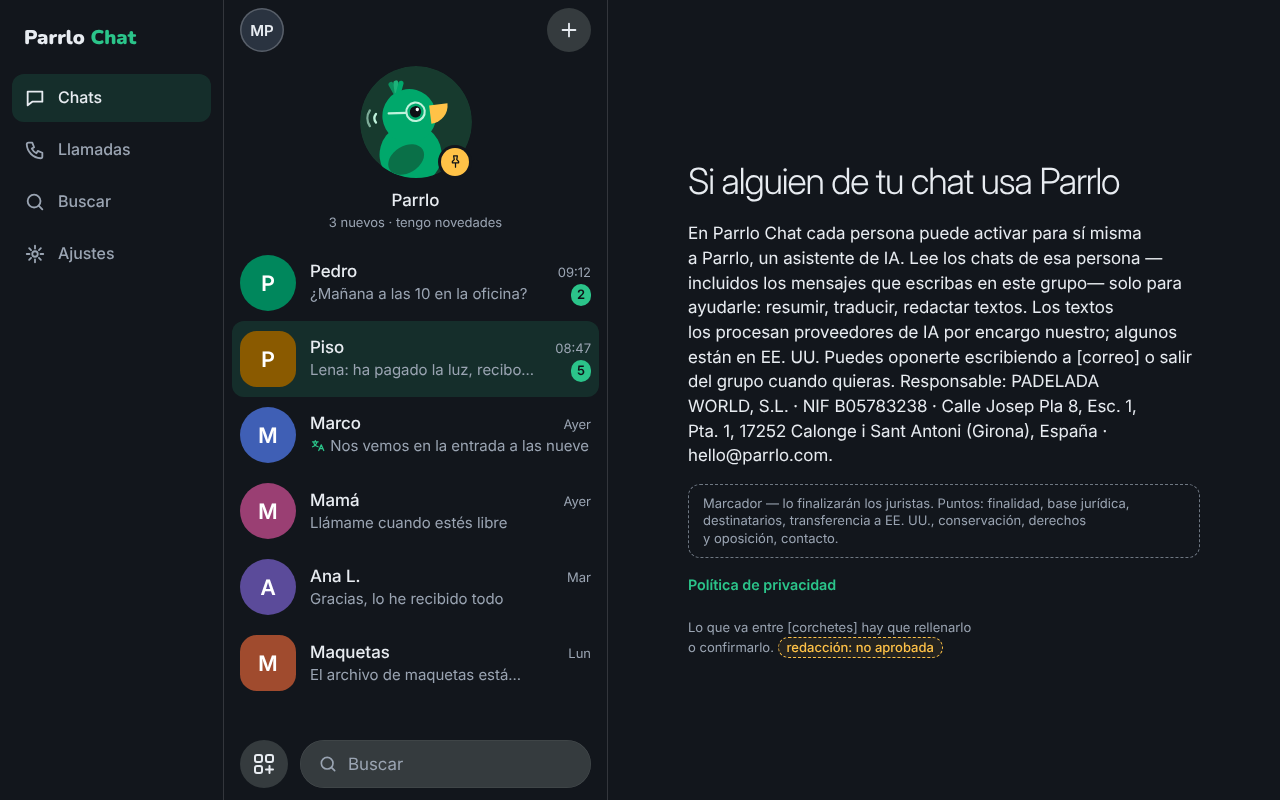 Parrlo Chat
Chats
Llamadas
Buscar
Ajustes
MP
Parrlo
3 nuevos · tengo novedades
P
Pedro
09:12
¿Mañana a las 10 en la oficina?
2
P
Piso
08:47
Lena: ha pagado la luz, recibo...
5
M
Marco
Ayer
Nos vemos en la entrada a las nueve
M
Mamá
Ayer
Llámame cuando estés libre
A
Ana L.
Mar
Gracias, lo he recibido todo
M
Maquetas
Lun
El archivo de maquetas está...
Buscar
Si alguien de tu chat usa Parrlo
En Parrlo Chat cada persona puede activar para sí misma
a Parrlo, un asistente de IA. Lee los chats de esa persona —
incluidos los mensajes que escribas en este grupo— solo para
ayudarle: resumir, traducir, redactar textos. Los textos
los procesan proveedores de IA por encargo nuestro; algunos
están en EE. UU. Puedes oponerte escribiendo a [correo] o salir
del grupo cuando quieras. Responsable: PADELADA
WORLD, S.L. · NIF B05783238 · Calle Josep Pla 8, Esc. 1,
Pta. 1, 17252 Calonge i Sant Antoni (Girona), España ·
hello@parrlo.com.
Marcador — lo finalizarán los juristas. Puntos: finalidad, base jurídica,
destinatarios, transferencia a EE. UU., conservación, derechos
y oposición, contacto.
Política de privacidad
Lo que va entre [corchetes] hay que rellenarlo
o confirmarlo. redacción: no aprobada